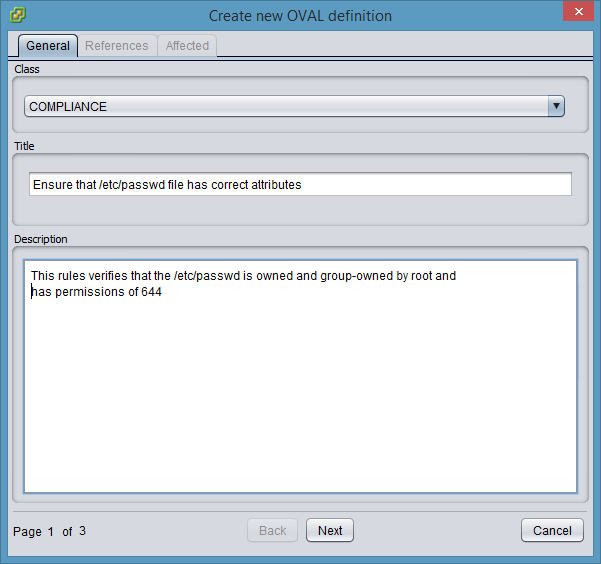 Create new OVAL definition
General References Affected
Class
COMPLIANCE
Title
Ensure that /etc/passwd file has correct attributes
Description
This rules verifies that the /etc/passwd is owned and group-owned by root and
has permissions of 644
Page 1 of 3 Back Next Cancel